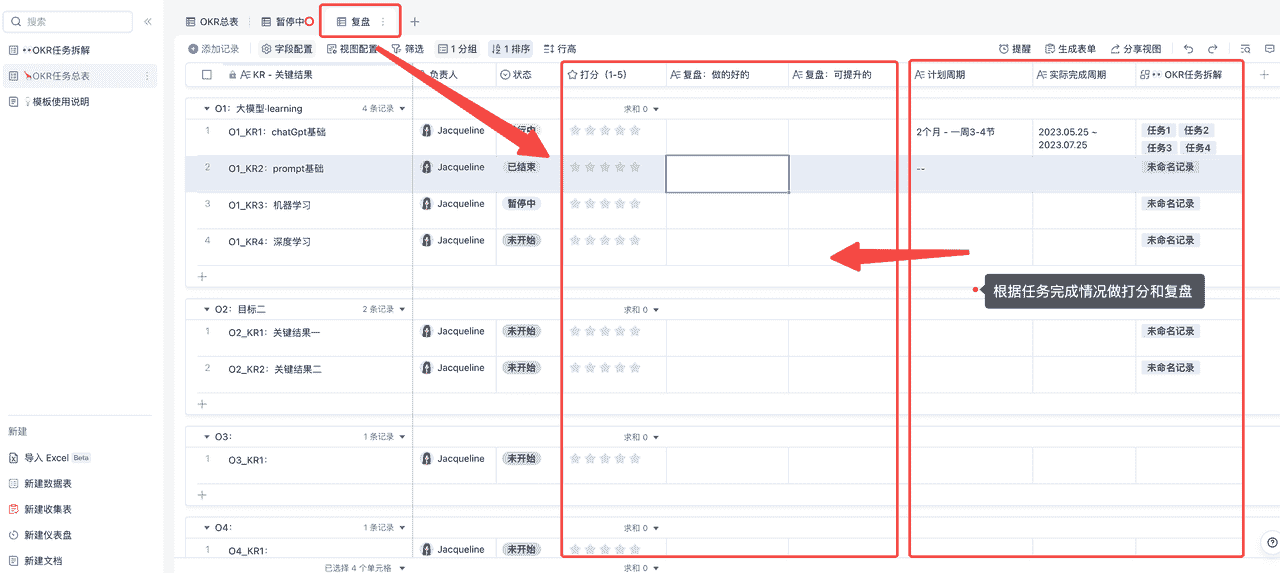 搜索
OKR任务拆解
OKR任务总表
模板使用说明
新建
导入 Excel Beta
新建数据表
新建收集表
新建仪表盘
新建文档
OKR总表 暂停中 复盘
添加记录 字段配置 视图配置 筛选 1 分组 1 排序 行高 提醒 生成表单 分享视图
KR - 关键结果 负责人 状态 打分（1-5） 复盘：做的好的 复盘：可提升的 计划周期 实际完成周期 OKR任务拆解
O1：大模型·learning 4 条记录 求和 0
1 O1_KR1：chatGpt基础 Jacqueline 行中 2个月 - 一周3-4节 2023.05.25 ~ 任务1 任务2
2023.07.25 任务3 任务4
2 O1_KR2：prompt基础 Jacqueline 已结束 -- 未命名记录
3 O1_KR3：机器学习 Jacqueline 暂停中 未命名记录
4 O1_KR4：深度学习 Jacqueline 未开始 未命名记录
根据任务完成情况做打分和复盘
O2：目标二 2 条记录 求和 0
1 O2_KR1：关键结果一 Jacqueline 未开始 未命名记录
2 O2_KR2：关键结果二 Jacqueline 未开始 未命名记录
O3： 1 条记录 求和 0
1 O3_KR1： Jacqueline 未开始
O4： 1 条记录 求和 0
1 O4_KR1： Jacqueline 未开始
已选择 4 个单元格 求和 0